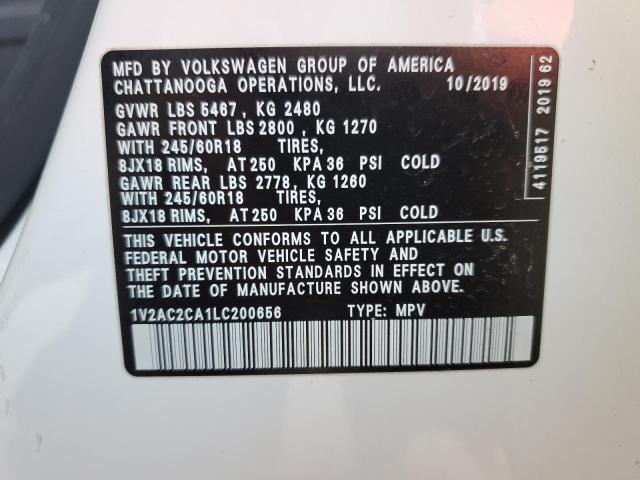 MFD BY VOLKSWAGEN GROUP OF AMERICA
CHATTANOOGA OPERATIONS, LLC. 10/2019
GVWR LBS 5467, KG 2480
GAWR FRONT LBS 2800, KG 1270
WITH 245/60R18 TIRES,
8JX18 RIMS, AT 250 KPA 36 PSI COLD
GAWR REAR LBS 2778, KG 1260
WITH 245/60R18 TIRES,
8JX18 RIMS, AT 250 KPA 36 PSI COLD
THIS VEHICLE CONFORMS TO ALL APPLICABLE U.S.
FEDERAL MOTOR VEHICLE SAFETY AND
THEFT PREVENTION STANDARDS IN EFFECT ON
THE DATE OF MANUFACTURE SHOWN ABOVE.
1V2AC2CA1LC200656 TYPE: MPV
4119517 2019 62